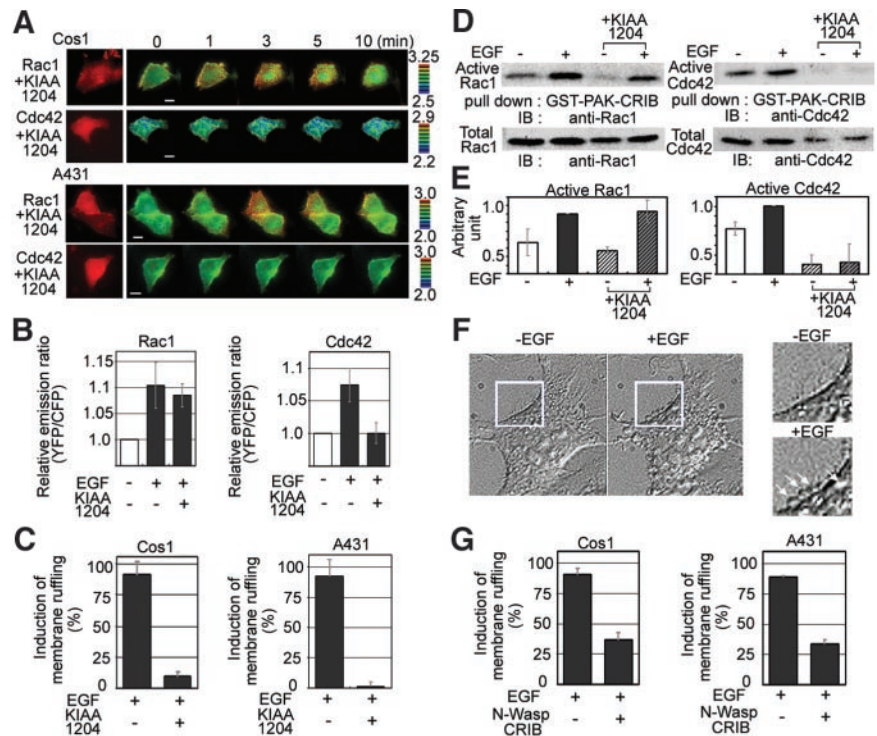 A
Cos1
0 1 3 5 10 (min)
Rac1
+KIAA
1204
3.25
2.5
Cdc42
+KIAA
1204
2.9
2.2
A431
Rac1
+KIAA
1204
3.0
2.0
Cdc42
+KIAA
1204
3.0
2.0
B
Rac1
Relative emission ratio
(YFP/CFP)
1.15
1.1
1.05
1.0
EGF - + +
KIAA
1204 - - +
Cdc42
Relative emission ratio
(YFP/CFP)
1.1
1.05
1.0
EGF - + +
KIAA
1204 - - +
C
Cos1
Induction of
membrane ruffling
(%)
100
75
50
25
0
EGF + +
KIAA
1204 - +
A431
Induction of
membrane ruffling
(%)
100
75
50
25
0
EGF + +
KIAA
1204 - +
D
+KIAA
1204
EGF - + - +
Active
Rac1
pull down : GST-PAK-CRIB
IB : anti-Rac1
Total
Rac1
IB : anti-Rac1
+KIAA
1204
EGF - + - +
Active
Cdc42
pull down : GST-PAK-CRIB
IB : anti-Cdc42
Total
Cdc42
IB: anti-Cdc42
E
Active Rac1
Arbitrary
unit
1.0
0.5
EGF - + - +
+KIAA
1204
Active Cdc42
1.0
0.5
EGF - + - +
+KIAA
1204
F
-EGF
+EGF
-EGF
+EGF
G
Cos1
Induction of
membrane ruffling
(%)
100
75
50
25
0
EGF + +
N-Wasp
CRIB - +
A431
Induction of
membrane ruffling
(%)
100
75
50
25
0
EGF + +
N-Wasp
CRIB - +